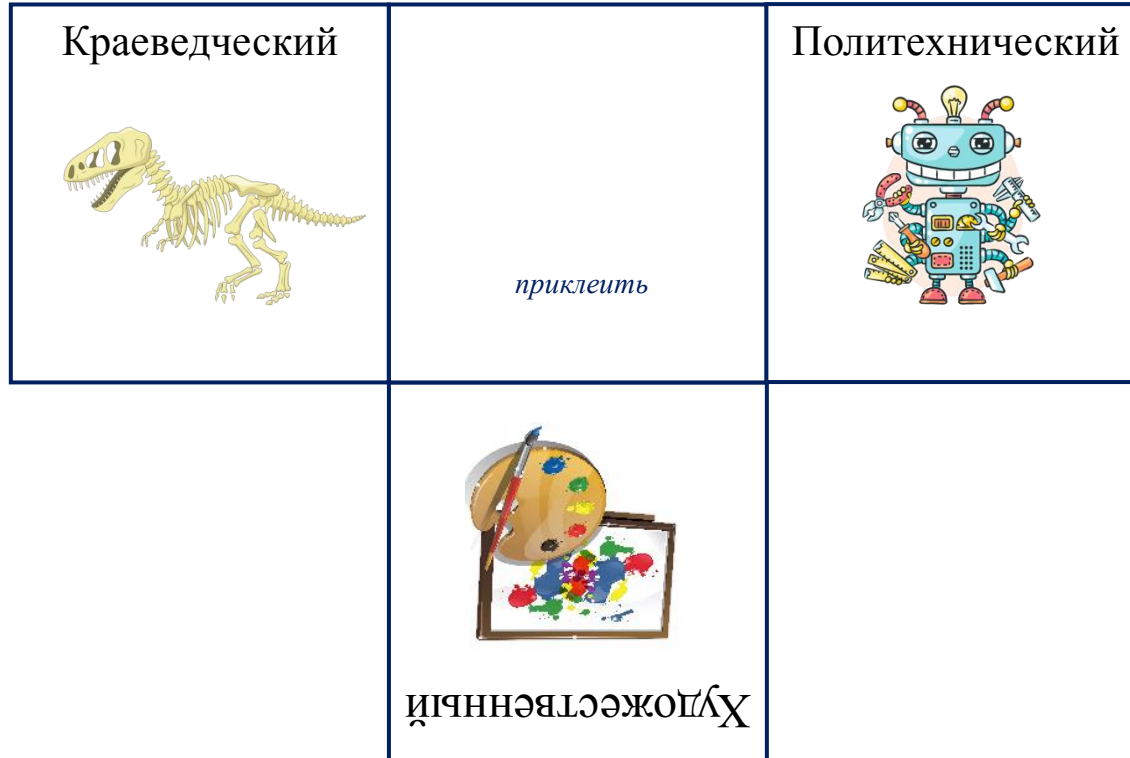 Краеведческий
Политехнический
приклеить
Художественный